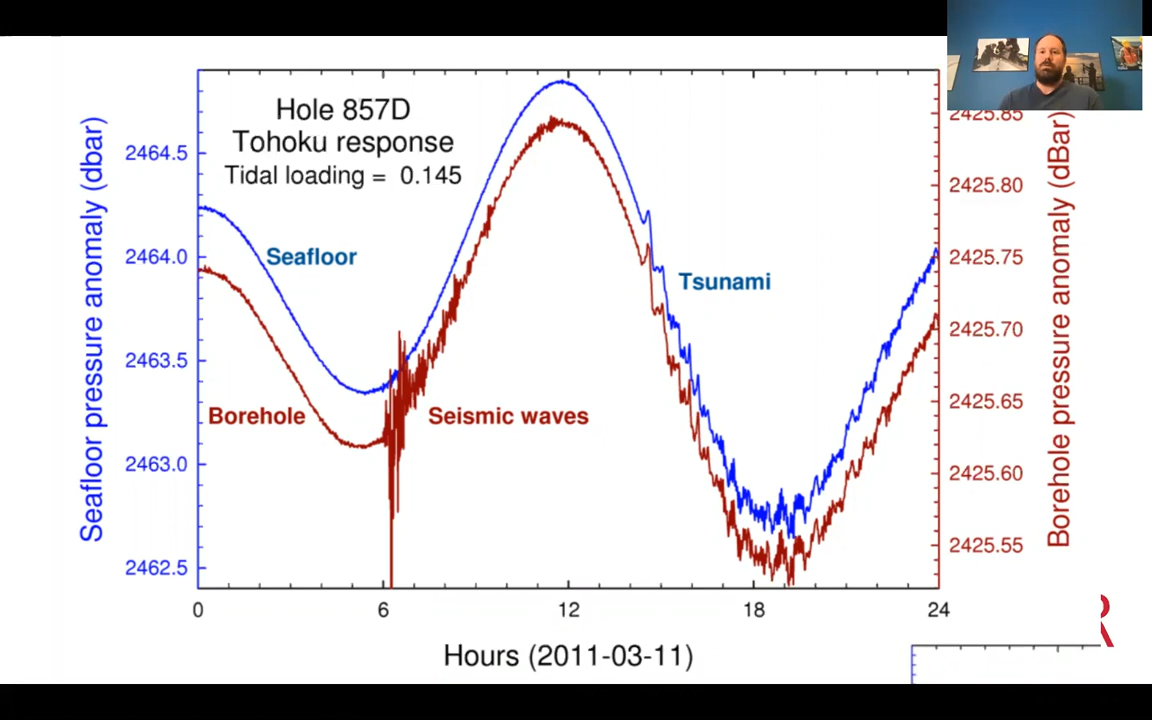 Hole 857D
Tohoku response
Tidal loading = 0.145
Seafloor pressure anomaly (dbar)
2464.5
2464.0
2463.5
2463.0
2462.5
Seafloor
Borehole
Seismic waves
Tsunami
2425.85
2425.80
2425.75
2425.70
2425.65
2425.60
2425.55
Borehole pressure anomaly (dBar)
0 6 12 18 24
Hours (2011-03-11)
R